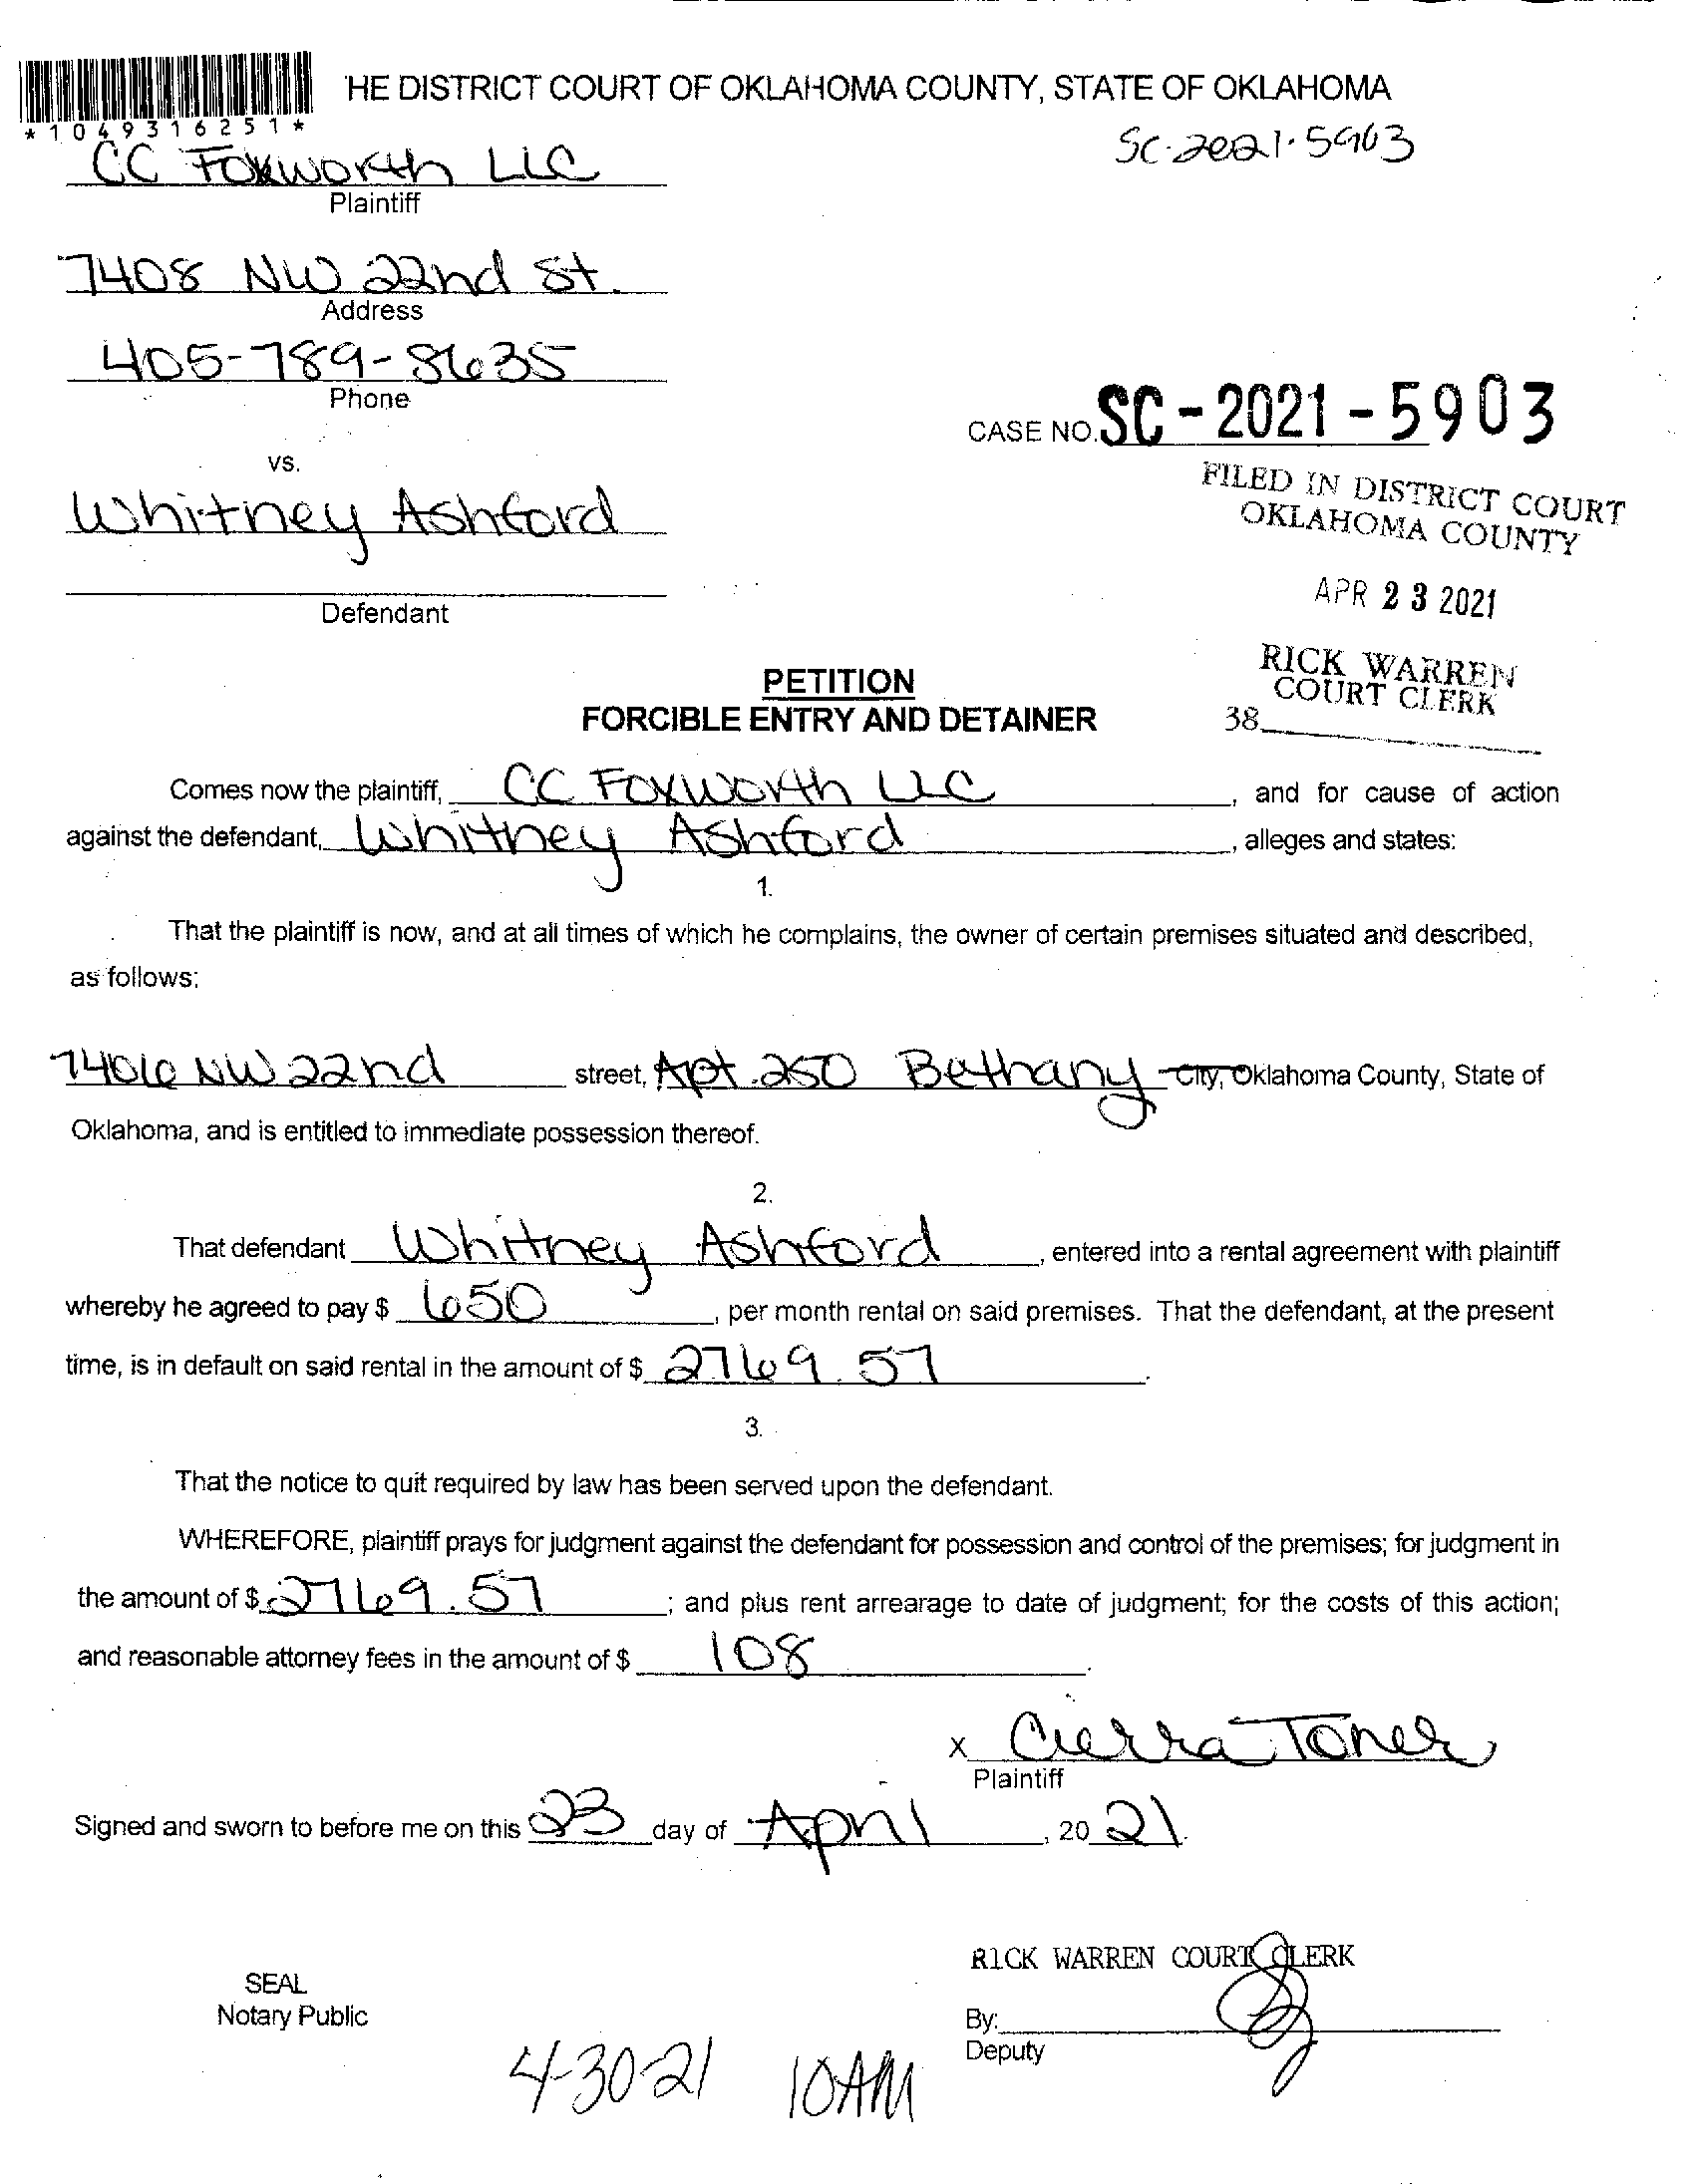 HE DISTRICT COURT OF OKLAHOMA COUNTY, STATE OF OKLAHOMA
*1049316251*
SC-2021-5903
CC Foxworth LLC
Plaintiff
7408 NW 22nd St.
Address
405-789-8635
Phone
CASE NO. SC-2021-5903
vs.
FILED IN DISTRICT COURT
OKLAHOMA COUNTY
Whitney Ashford
APR 23 2021
Defendant
RICK WARREN
COURT CLERK
38
PETITION
FORCIBLE ENTRY AND DETAINER
Comes now the plaintiff, CC Foxworth LLC, and for cause of action
against the defendant, Whitney Ashford, alleges and states:
1.
That the plaintiff is now, and at all times of which he complains, the owner of certain premises situated and described,
as follows:
7406 NW 22nd street, Apt. 250 Bethany City, Oklahoma County, State of
Oklahoma, and is entitled to immediate possession thereof.
2.
That defendant Whitney Ashford, entered into a rental agreement with plaintiff
whereby he agreed to pay $ 650, per month rental on said premises. That the defendant, at the present
time, is in default on said rental in the amount of $ 2769.57.
3.
That the notice to quit required by law has been served upon the defendant.
WHEREFORE, plaintiff prays for judgment against the defendant for possession and control of the premises; for judgment in
the amount of $ 2769.57; and plus rent arrearage to date of judgment; for the costs of this action;
and reasonable attorney fees in the amount of $ 108.
X Cierra Toner
Plaintiff
Signed and sworn to before me on this 23 day of April, 2021.
RICK WARREN COURT CLERK
SEAL
Notary Public
By:
Deputy
4-30-21 10AM